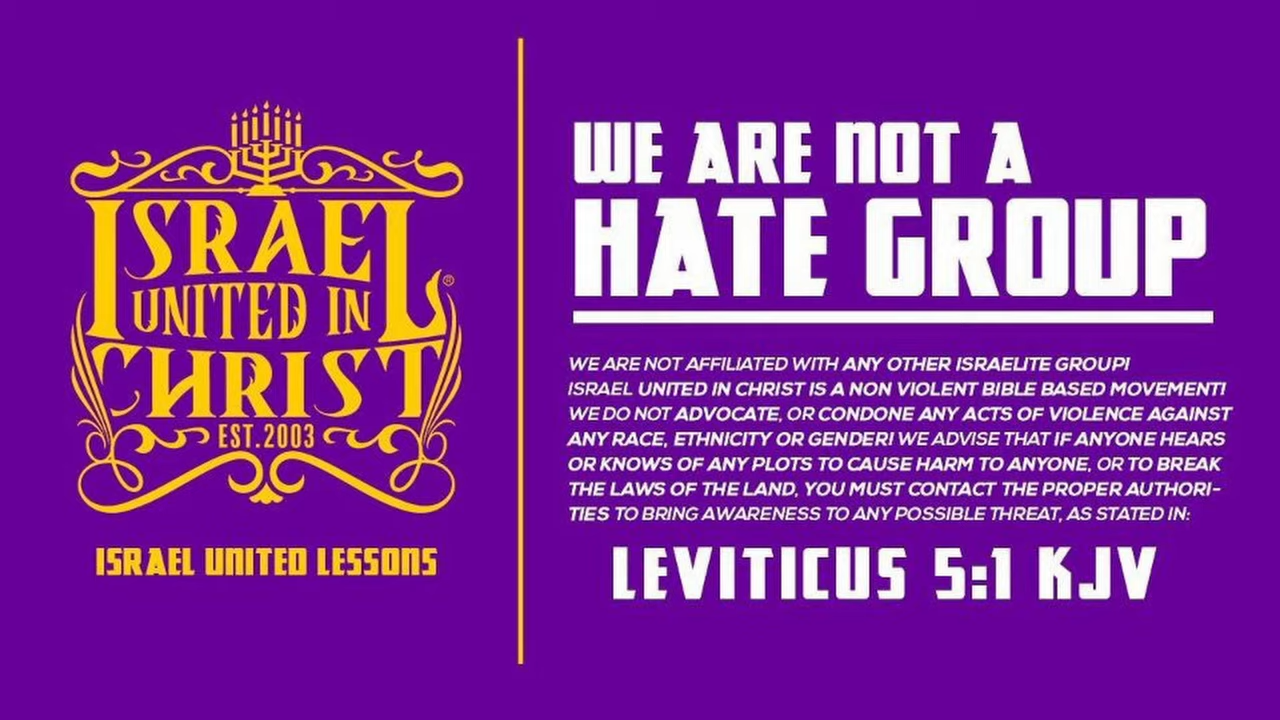 ISRAEL
UNITED IN
CHRIST
EST.2003
®
ISRAEL UNITED LESSONS
WE ARE NOT A
HATE GROUP
WE ARE NOT AFFILIATED WITH ANY OTHER ISRAELITE GROUP!
ISRAEL UNITED IN CHRIST IS A NON VIOLENT BIBLE BASED MOVEMENT!
WE DO NOT ADVOCATE, OR CONDONE ANY ACTS OF VIOLENCE AGAINST
ANY RACE, ETHNICITY OR GENDER! WE ADVISE THAT IF ANYONE HEARS
OR KNOWS OF ANY PLOTS TO CAUSE HARM TO ANYONE, OR TO BREAK
THE LAWS OF THE LAND, YOU MUST CONTACT THE PROPER AUTHORI-
TIES TO BRING AWARENESS TO ANY POSSIBLE THREAT, AS STATED IN:
LEVITICUS 5:1 KJV